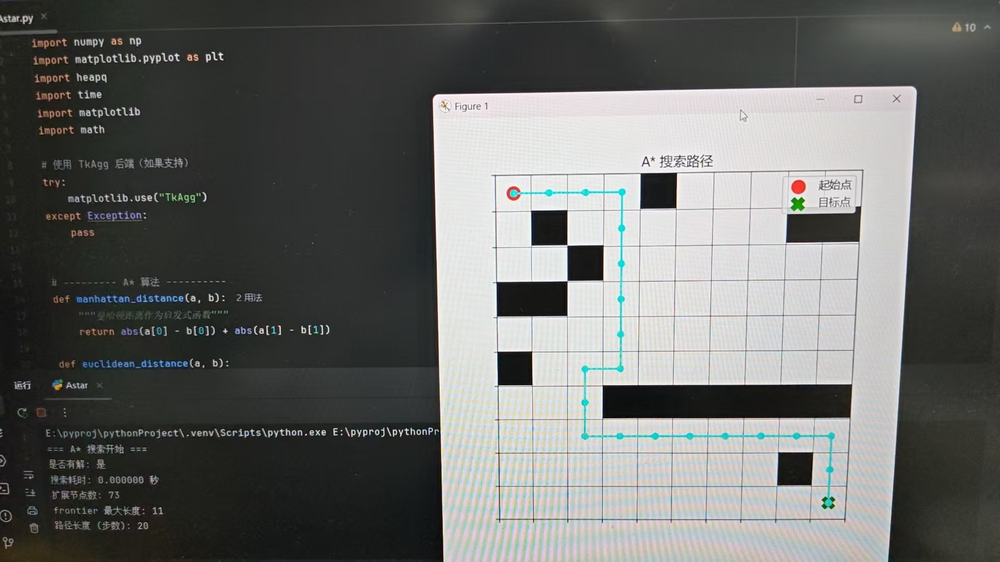 Astar.py
10
import numpy as np
import matplotlib.pyplot as plt
import heapq
import time
import matplotlib
import math
# 使用 TkAgg 后端（如果支持）
try:
matplotlib.use("TkAgg")
except Exception:
pass
# --------- A* 算法 ----------
def manhattan_distance(a, b): 2 用法
"""曼哈顿距离作为启发式函数"""
return abs(a[0] - b[0]) + abs(a[1] - b[1])
def euclidean_distance(a, b):
运行
Astar
E:\pyproj\pythonProject\.venv\Scripts\python.exe E:\pyproj\pythonPr
=== A* 搜索开始 ===
是否有解: 是
搜索耗时: 0.000000 秒
扩展节点数: 73
frontier 最大长度: 11
路径长度 (步数): 20
Figure 1
A* 搜索路径
起始点
目标点